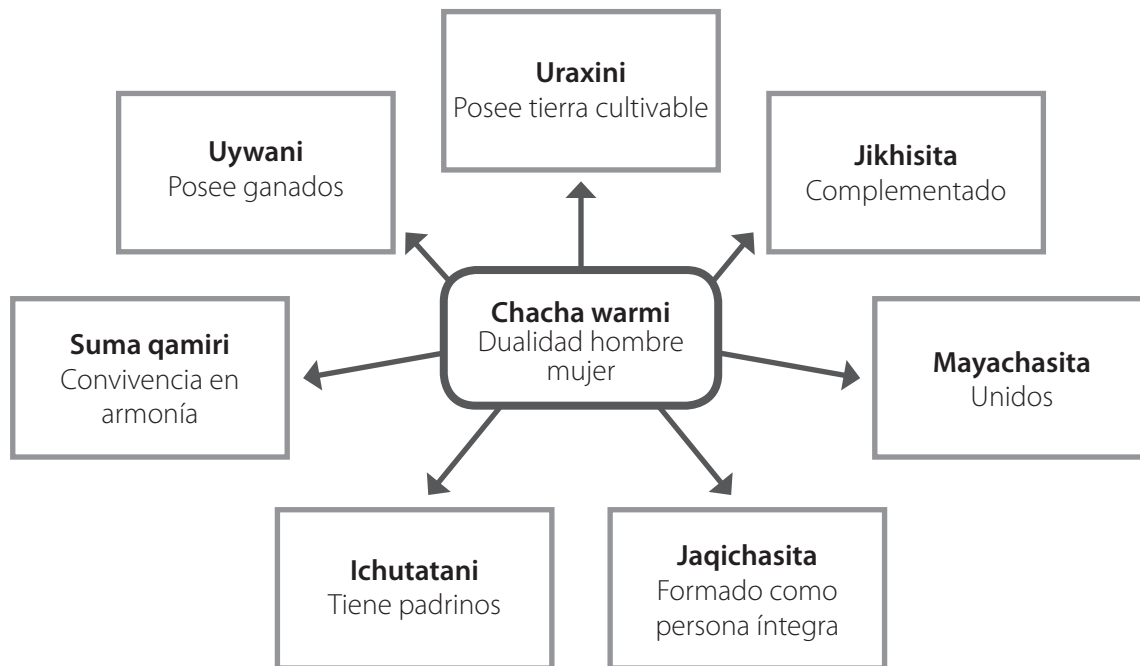 Uraxini
Posee tierra cultivable
Uywani
Posee ganados
Jikhisita
Complementado
Chacha warmi
Dualidad hombre
mujer
Suma qamiri
Convivencia en
armonía
Mayachasita
Unidos
Ichutatani
Tiene padrinos
Jaqichasita
Formado como
persona íntegra